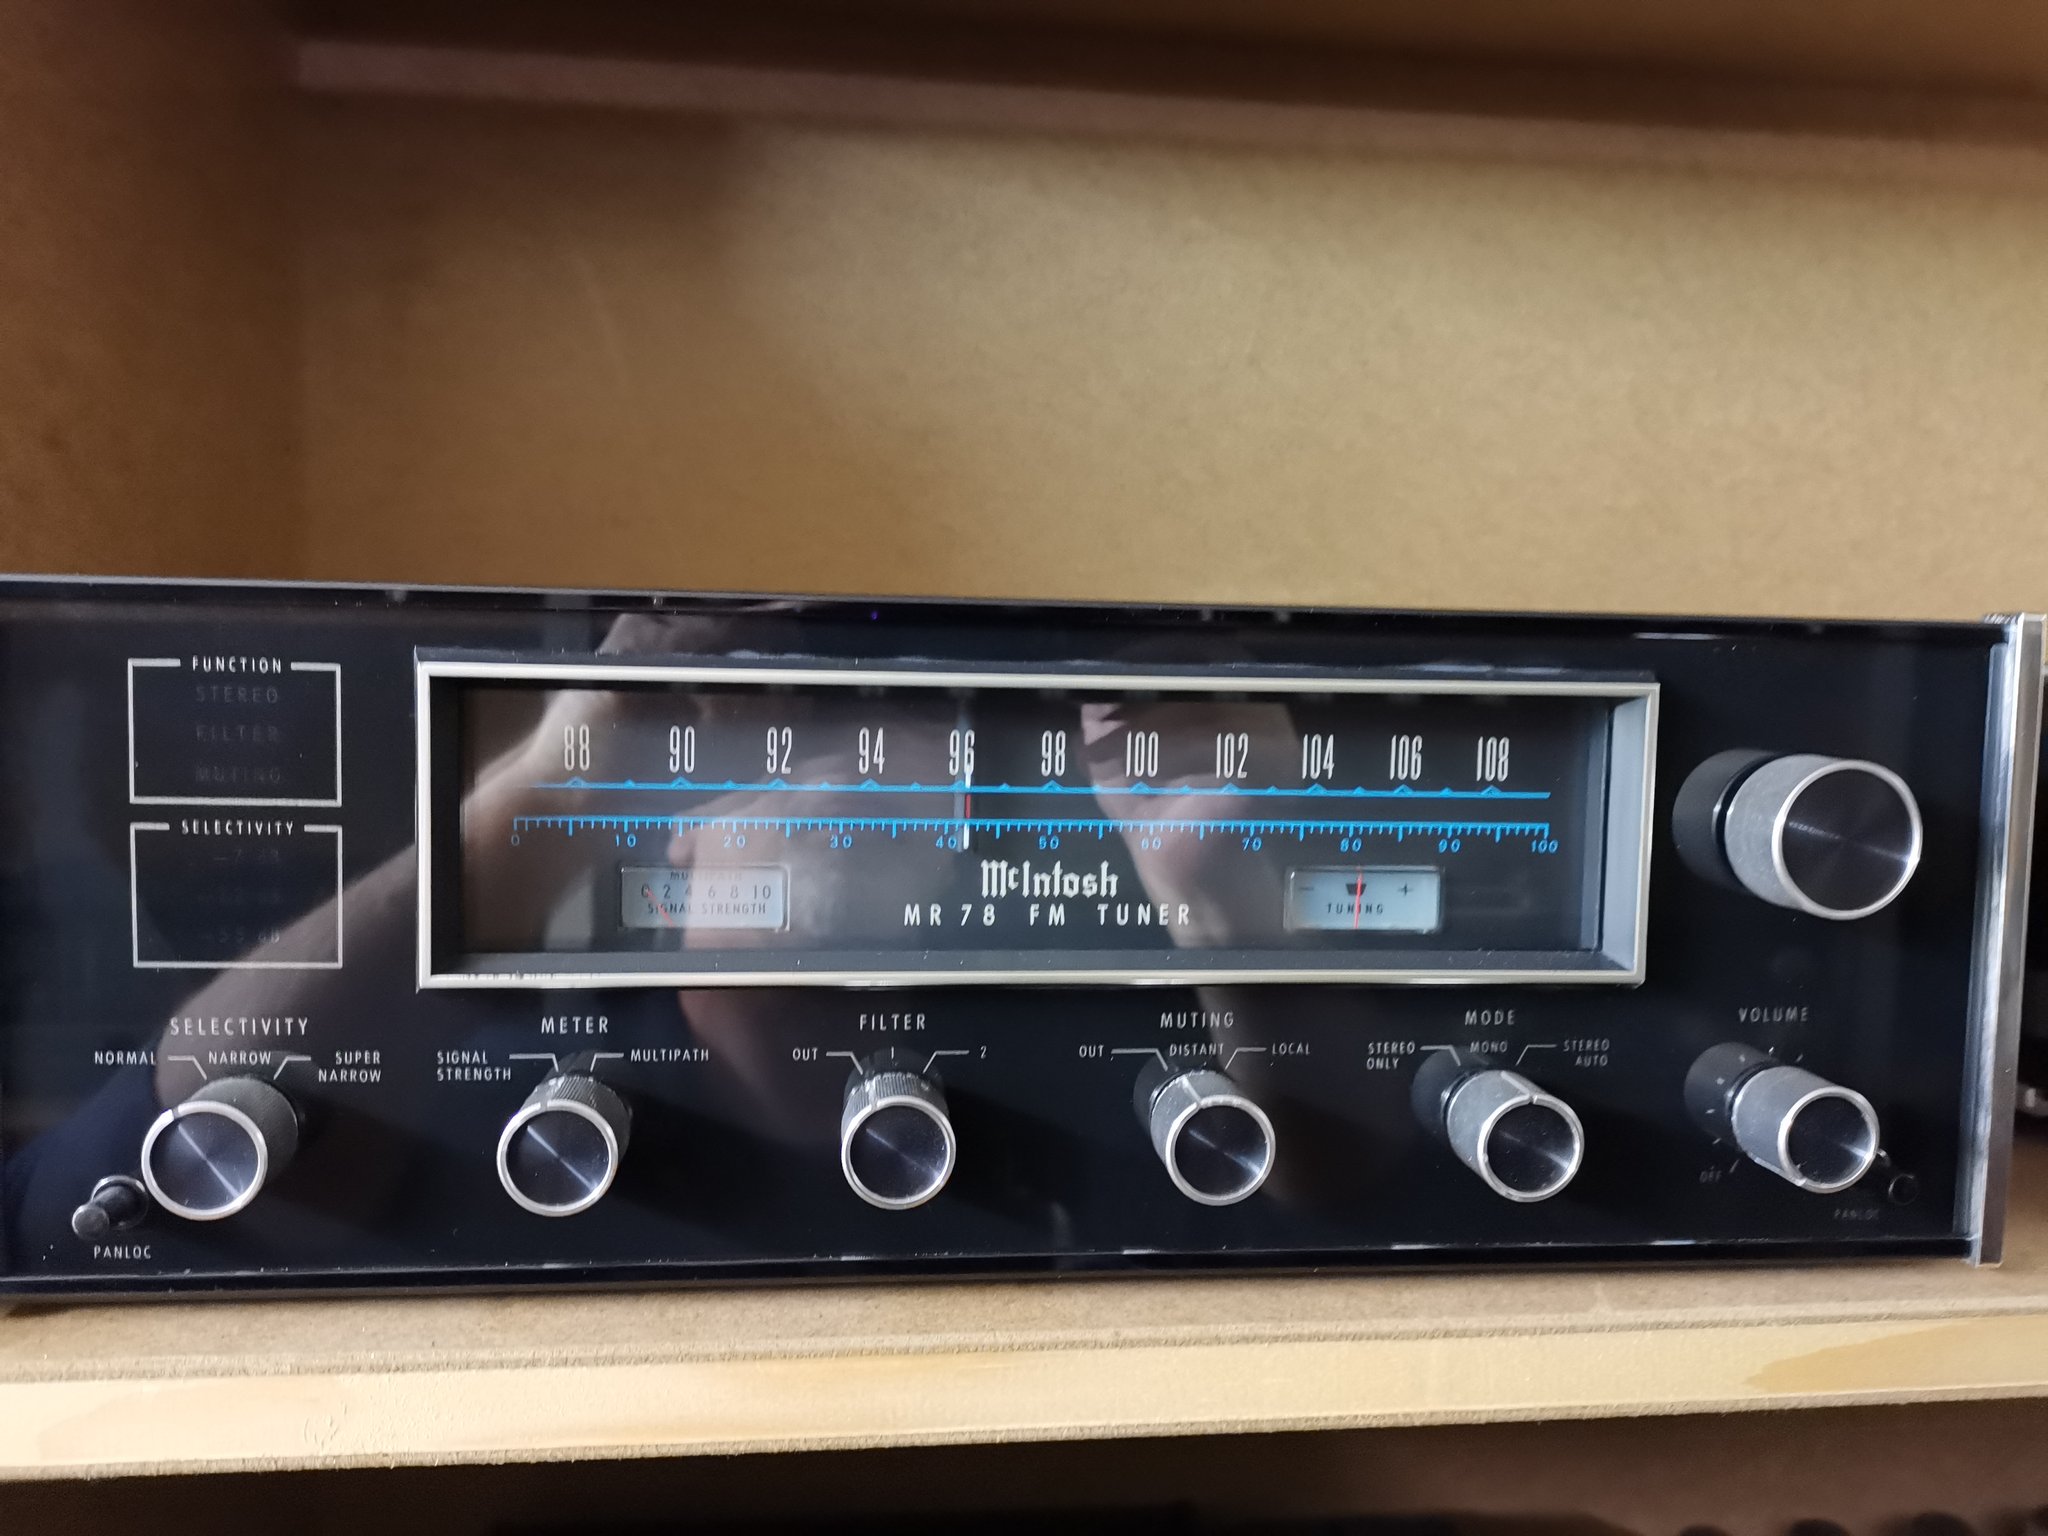 FUNCTION
STEREO
FILTER
MUTING
SELECTIVITY
88 90 92 94 96 98 100 102 104 106 108
0 10 20 30 40 50 60 70 80 90 100
MULTIPATH
0 2 4 6 8 10
SIGNAL STRENGTH
McIntosh
MR 78 FM TUNER
- +
TUNING
SELECTIVITY
NORMAL NARROW SUPER
NARROW
METER
SIGNAL
STRENGTH
MULTIPATH
FILTER
OUT 1 2
MUTING
OUT DISTANT LOCAL
MODE
STEREO
ONLY
MONO
STEREO
AUTO
VOLUME
OFF
PANLOC
PANLOC